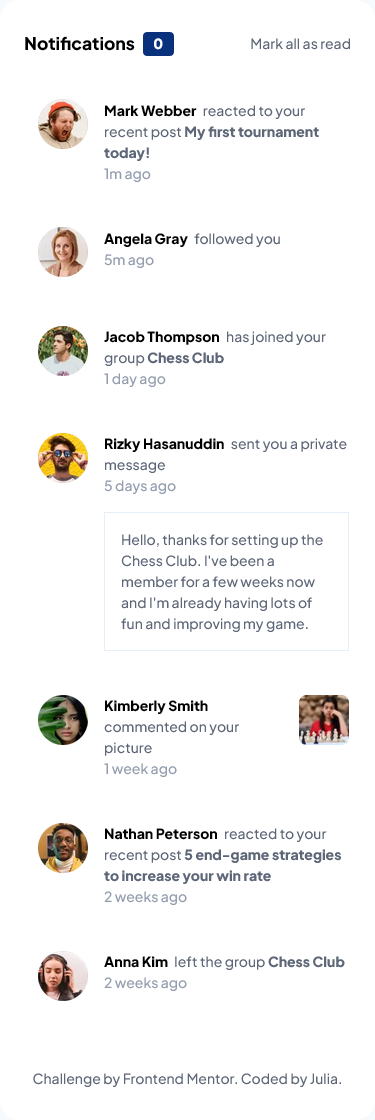 Notifications 0 Mark all as read
Mark Webber reacted to your
recent post My first tournament
today!
1m ago
Angela Gray followed you
5m ago
Jacob Thompson has joined your
group Chess Club
1 day ago
Rizky Hasanuddin sent you a private
message
5 days ago
Hello, thanks for setting up the
Chess Club. I've been a
member for a few weeks now
and I'm already having lots of
fun and improving my game.
Kimberly Smith
commented on your
picture
1 week ago
Nathan Peterson reacted to your
recent post 5 end-game strategies
to increase your win rate
2 weeks ago
Anna Kim left the group Chess Club
2 weeks ago
Challenge by Frontend Mentor. Coded by Julia.